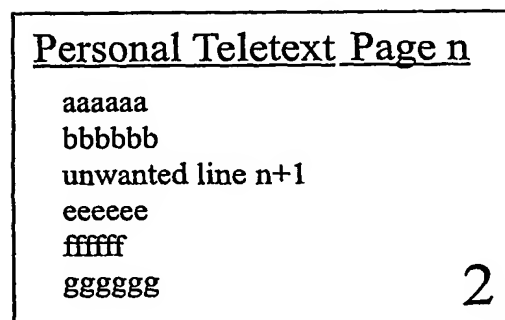 Personal Teletext Page n
aaaaaa
bbbbbb
unwanted line n+1
eeeeee
ffffff
gggggg
2